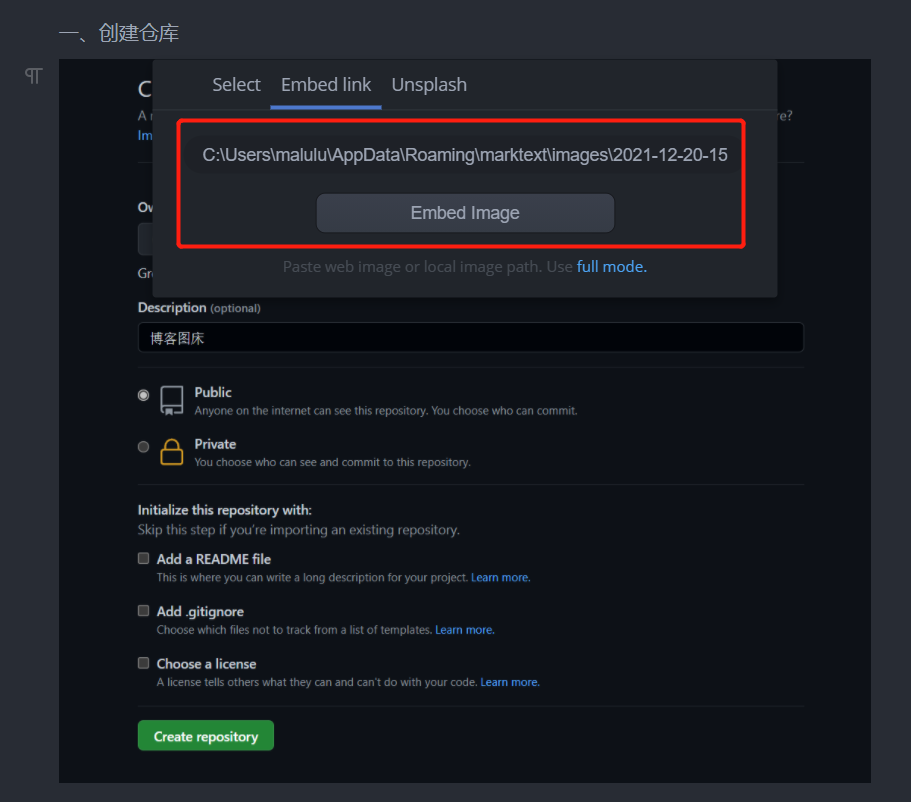 一、创建仓库
Select Embed link Unsplash
C:\Users\malulu\AppData\Roaming\marktext\images\2021-12-20-15
Embed Image
Paste web image or local image path. Use full mode.
Description (optional)
博客图床
Public
Anyone on the internet can see this repository. You choose who can commit.
Private
You choose who can see and commit to this repository.
Initialize this repository with:
Skip this step if you're importing an existing repository.
Add a README file
This is where you can write a long description for your project. Learn more.
Add .gitignore
Choose which files not to track from a list of templates. Learn more.
Choose a license
A license tells others what they can and can't do with your code. Learn more.
Create repository